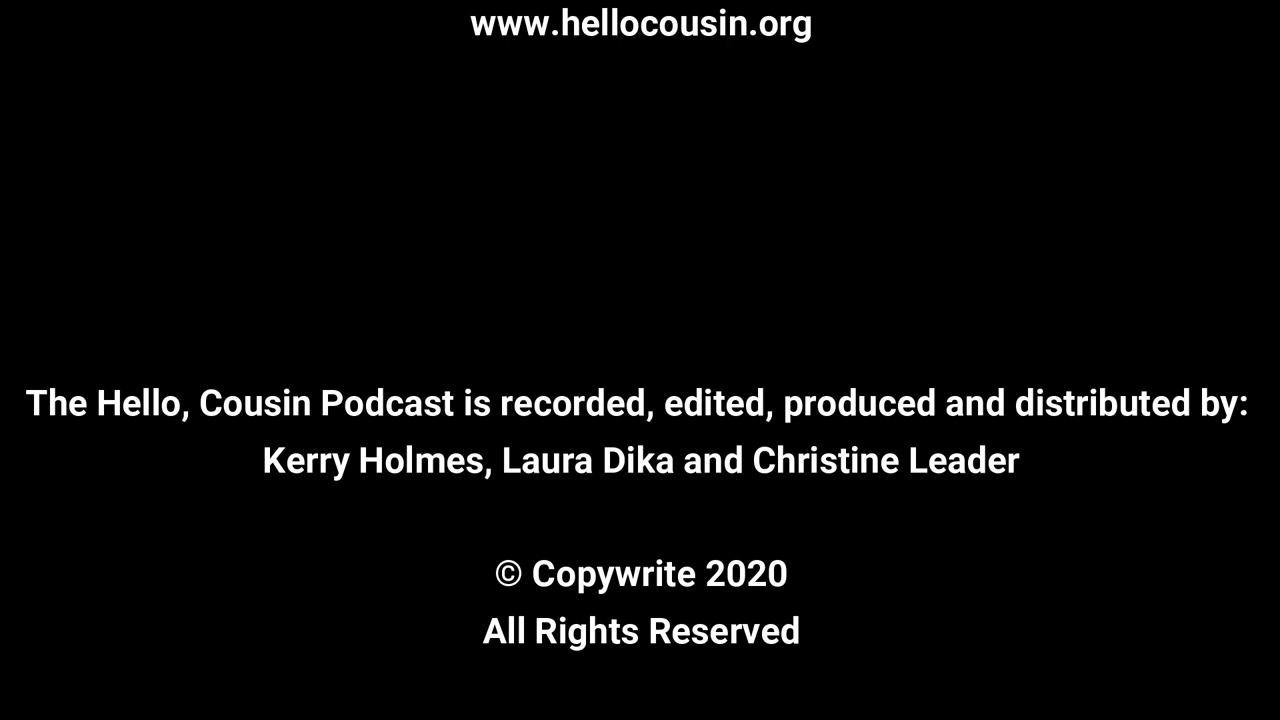 www.hellocousin.org
The Hello, Cousin Podcast is recorded, edited, produced and distributed by:
Kerry Holmes, Laura Dika and Christine Leader
© Copywrite 2020
All Rights Reserved